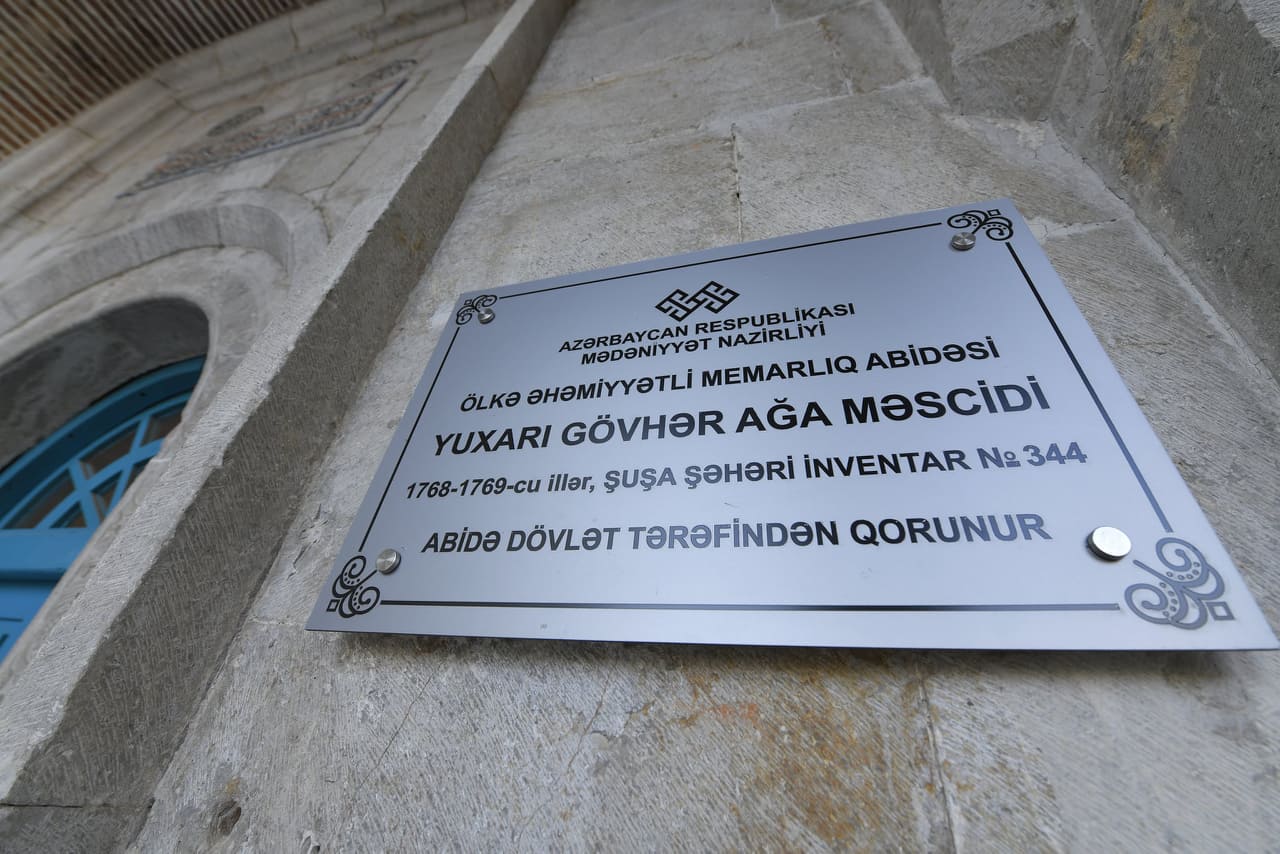 AZƏRBAYCAN RESPUBLİKASI
MƏDƏNİYYƏT NAZİRLİYİ
ÖLKƏ ƏHƏMİYYƏTLİ MEMARLIQ ABİDƏSİ
YUXARI GÖVHƏR AĞA MƏSCİDİ
1768-1769-cu illər, ŞUŞA ŞƏHƏRİ İNVENTAR № 344
ABİDƏ DÖVLƏT TƏRƏFİNDƏN QORUNUR